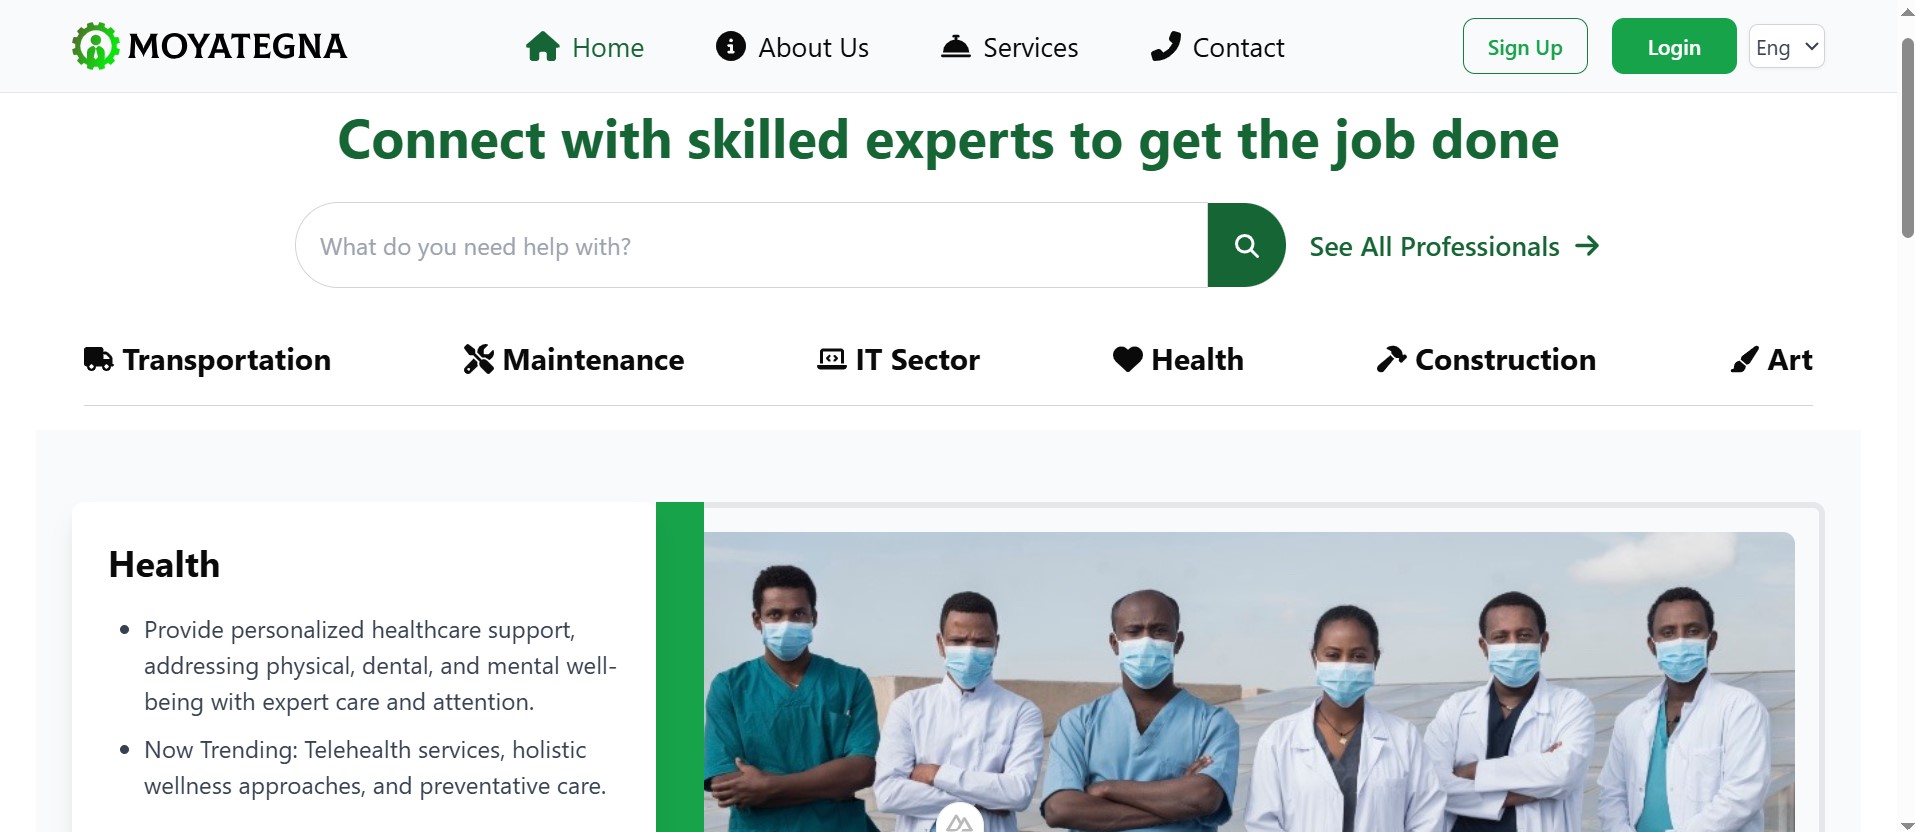 MOYATEGNA
Home
About Us
Services
Contact
Sign Up
Login
Eng
Connect with skilled experts to get the job done
What do you need help with?
See All Professionals
Transportation
Maintenance
IT Sector
Health
Construction
Art
Health
Provide personalized healthcare support,
addressing physical, dental, and mental well-
being with expert care and attention.
Now Trending: Telehealth services, holistic
wellness approaches, and preventative care.